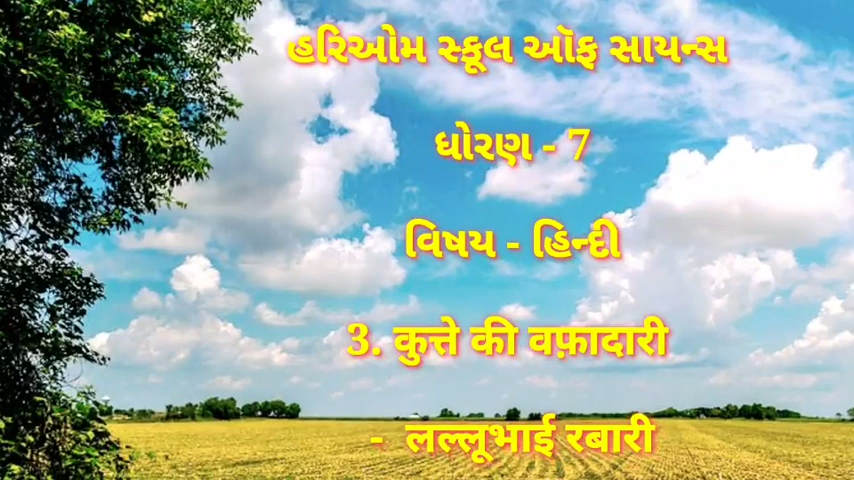 હરિઓમ સ્કૂલ ઑફ સાયન્સ
ધોરણ - 7
વિષય - હિન્દી
3. कुत्ते की वफ़ादारी
- लल्लूभाई रबारी